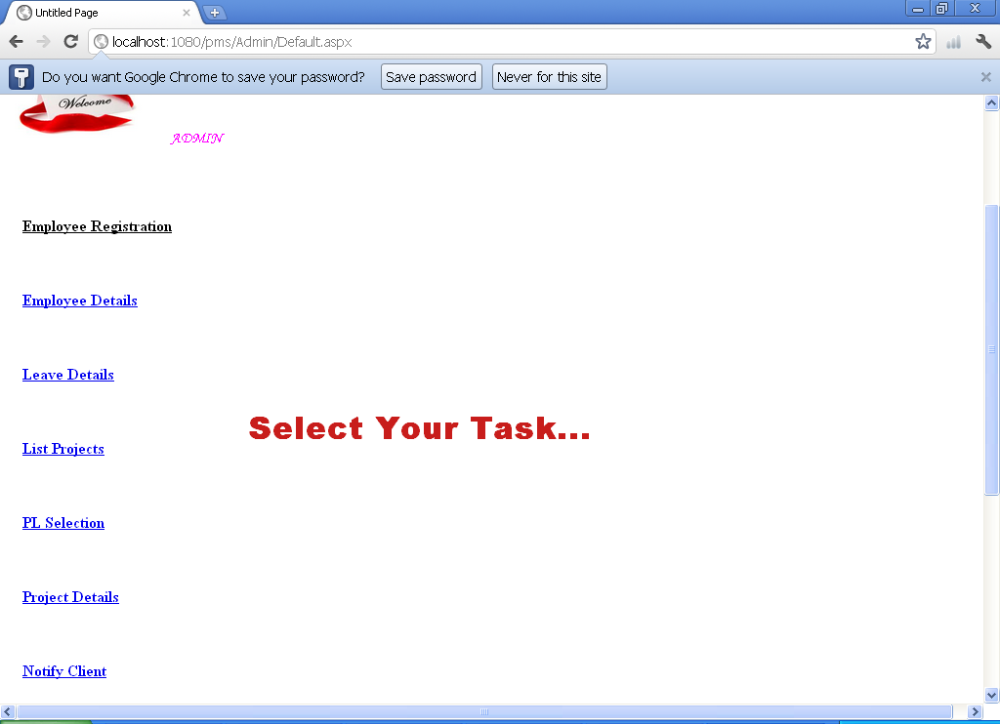 Untitled Page
localhost:1080/pms/Admin/Default.aspx
Do you want Google Chrome to save your password? Save password Never for this site
Welcome
ADMIN
Employee Registration
Employee Details
Leave Details
Select Your Task...
List Projects
PL Selection
Project Details
Notify Client